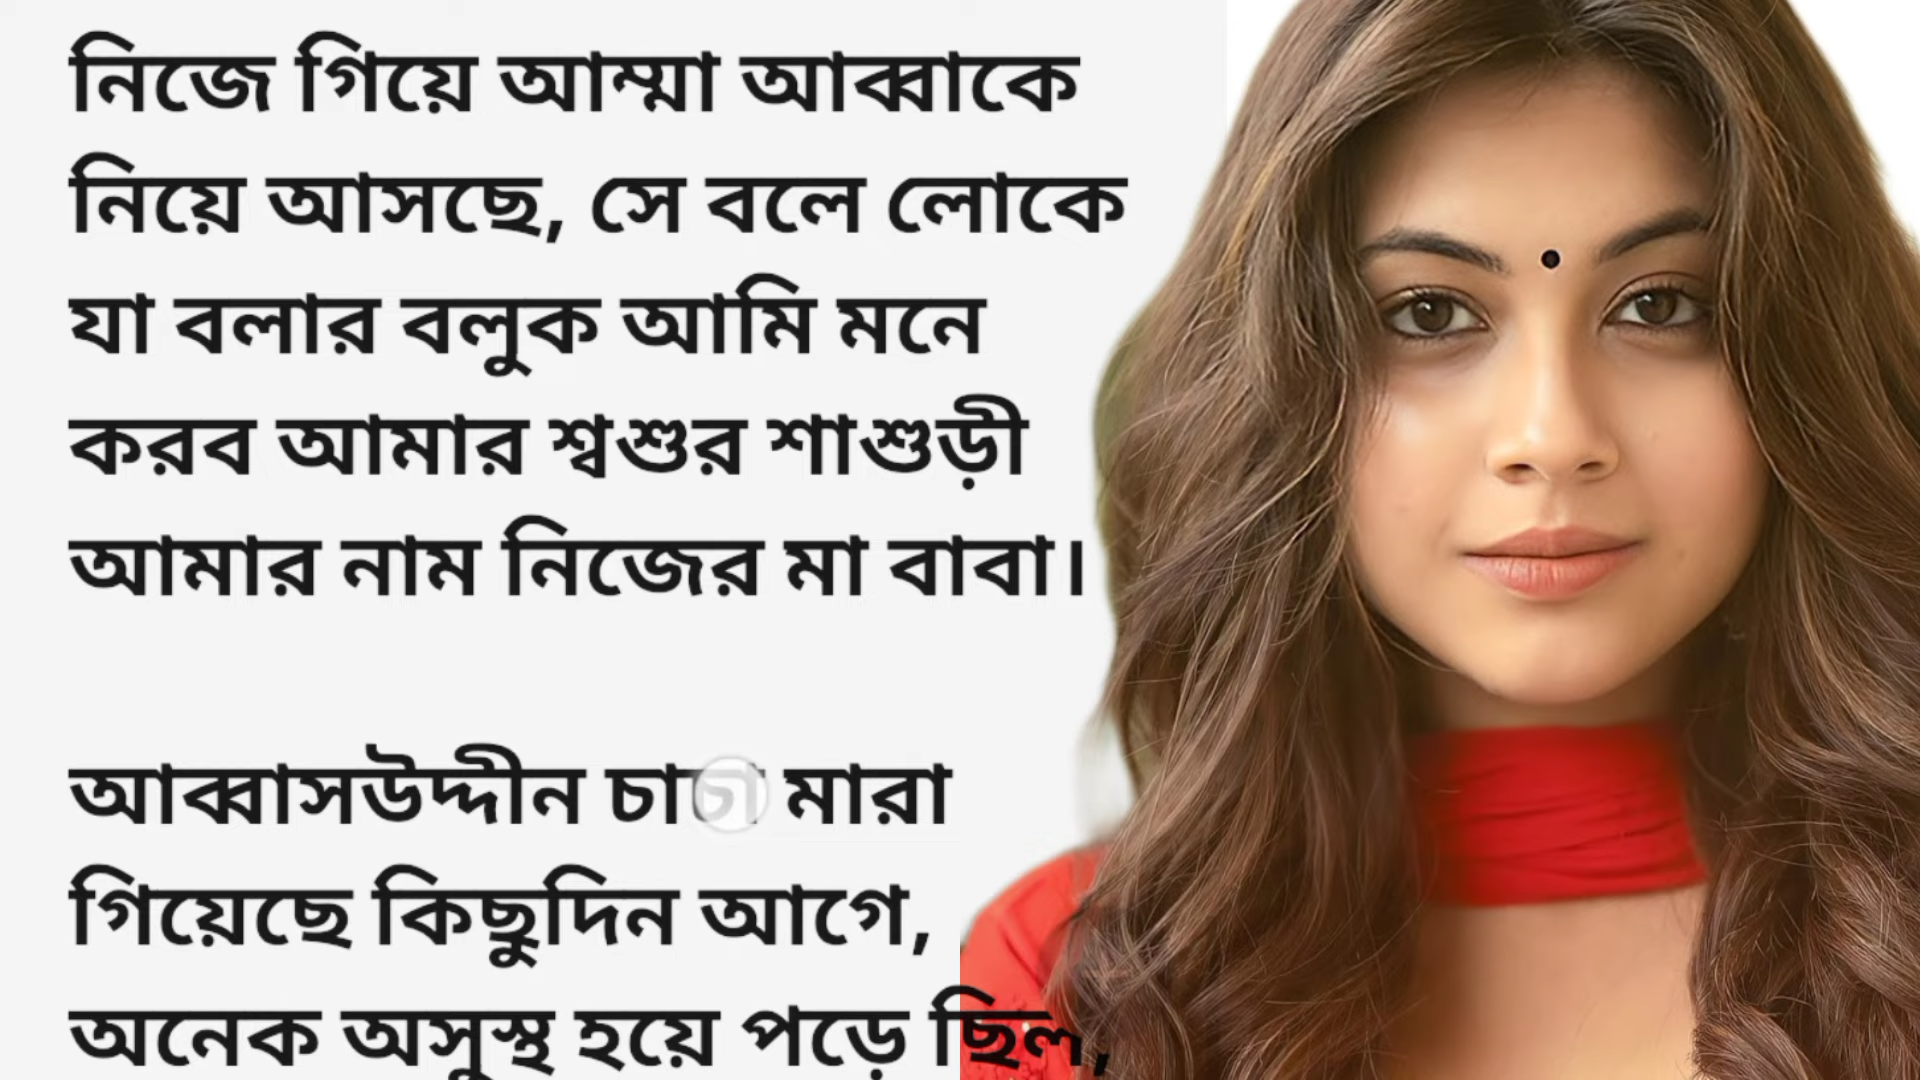 নিজে গিয়ে আম্মা আব্বাকে
নিয়ে আসছে, সে বলে লোকে
যা বলার বলুক আমি মনে
করব আমার শ্বশুর শাশুড়ী
আমার নাম নিজের মা বাবা।
আব্বাসউদ্দীন চাচা মারা
গিয়েছে কিছুদিন আগে,
অনেক অসুস্থ হয়ে পড়ে ছিল,